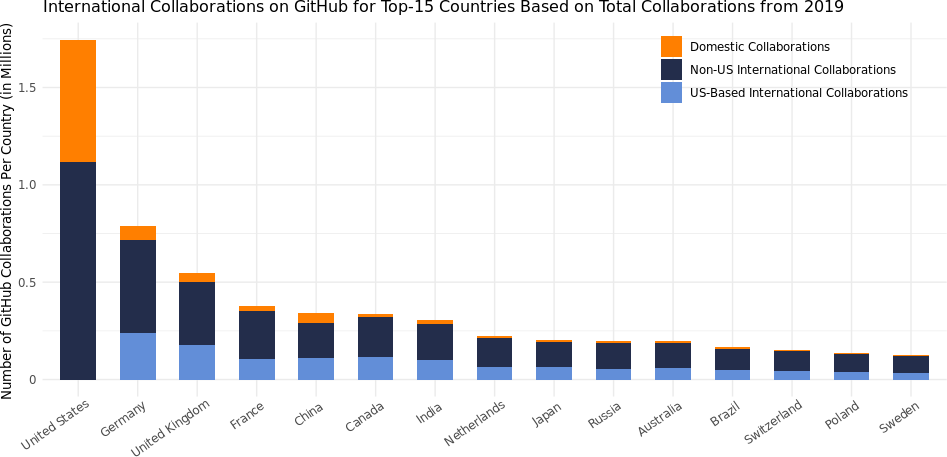 International Collaborations on GitHub for Top-15 Countries Based on Total Collaborations from 2019
Number of GitHub Collaborations Per Country (in Millions)
Domestic Collaborations
Non-US International Collaborations
US-Based International Collaborations
1.5
1.0
0.5
0
United States
Germany
United Kingdom
France
China
Canada
India
Netherlands
Japan
Russia
Australia
Brazil
Switzerland
Poland
Sweden